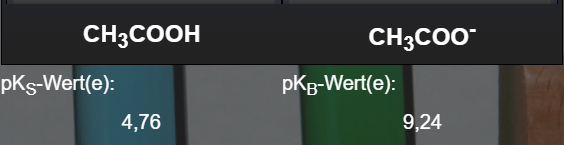 CH₃COOH CH₃COO⁻
pKS-Wert(e): pKB-Wert(e):
4,76 9,24